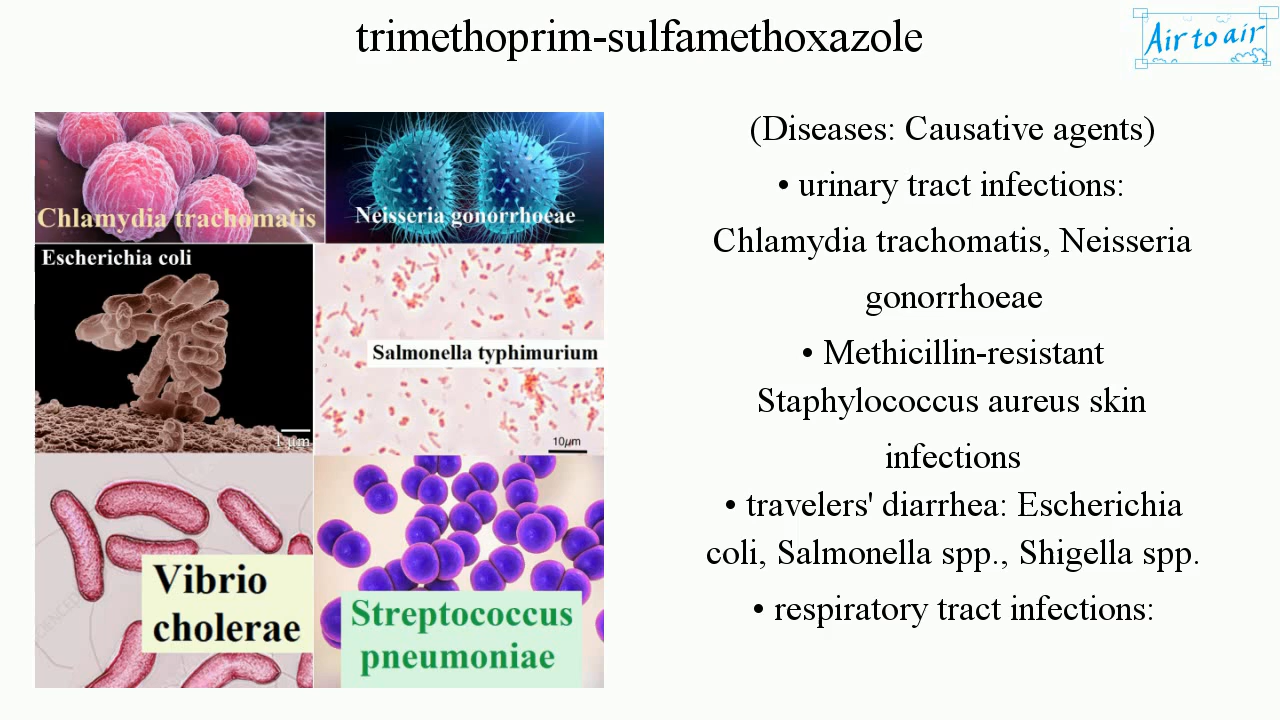 trimethoprim-sulfamethoxazole
Air to air
Chlamydia trachomatis
Neisseria gonorrhoeae
Escherichia coli
1 µm
Salmonella typhimurium
10µm
Vibrio
cholerae
Streptococcus
pneumoniae
(Diseases: Causative agents)
• urinary tract infections:
Chlamydia trachomatis, Neisseria
gonorrhoeae
• Methicillin-resistant
Staphylococcus aureus skin
infections
• travelers' diarrhea: Escherichia
coli, Salmonella spp., Shigella spp.
• respiratory tract infections: